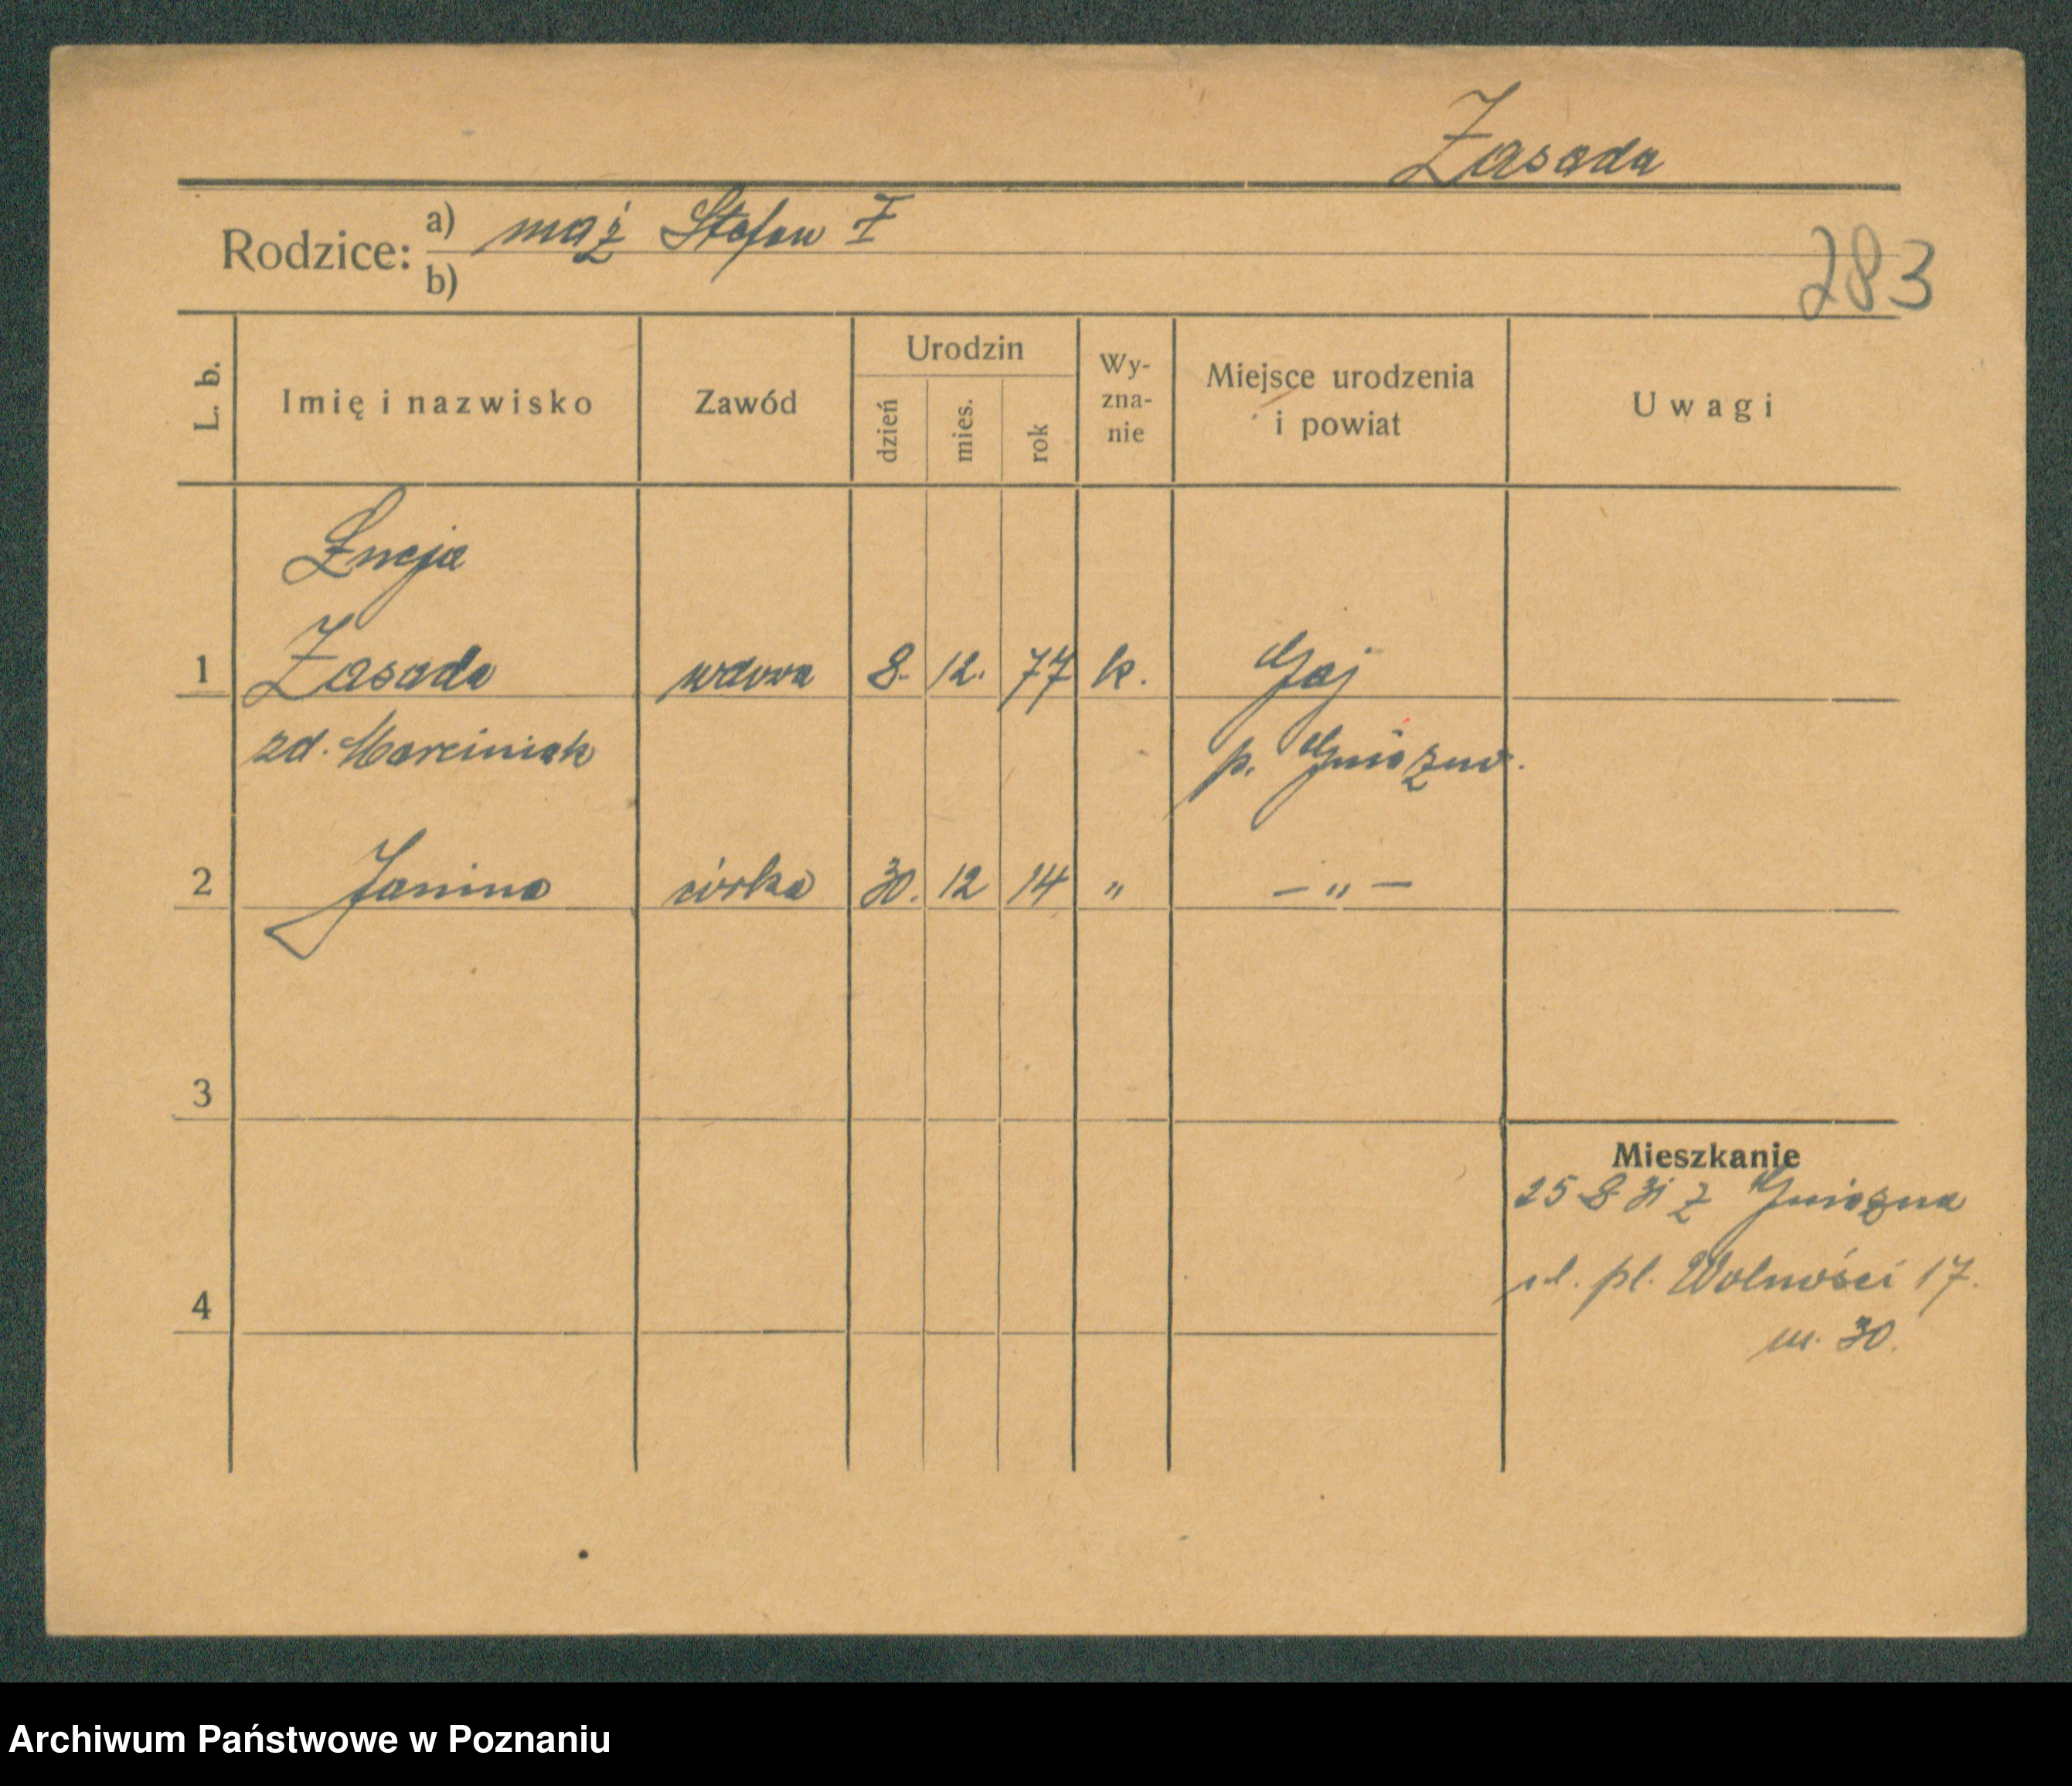 Zasada
Rodzice: a) mąż Stefan I
b)
283
L. b. Imię i nazwisko Zawód Urodzin dzień mies. rok Wy-zna-nie Miejsce urodzenia i powiat Uwagi
Łucja
1 Zasada wdowa 8. 12. 77 k. Gaj
zd. Marciniak p. Gniezno.
2 Janina córka 30. 12 14 " — " —
3
Mieszkanie
25 8 31 z Gniezna
pl. Wolności 17.
4
m. 30.
Archiwum Państwowe w Poznaniu